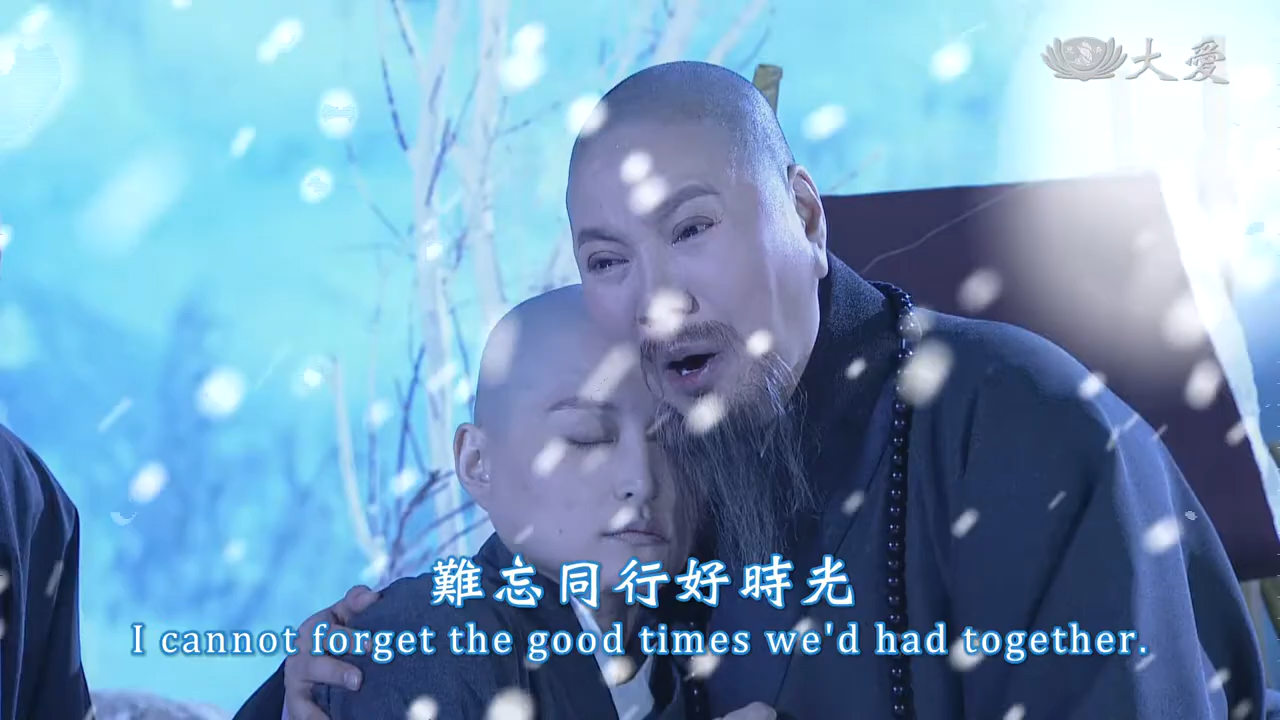 大愛
難忘同行好時光
I cannot forget the good times we'd had together.